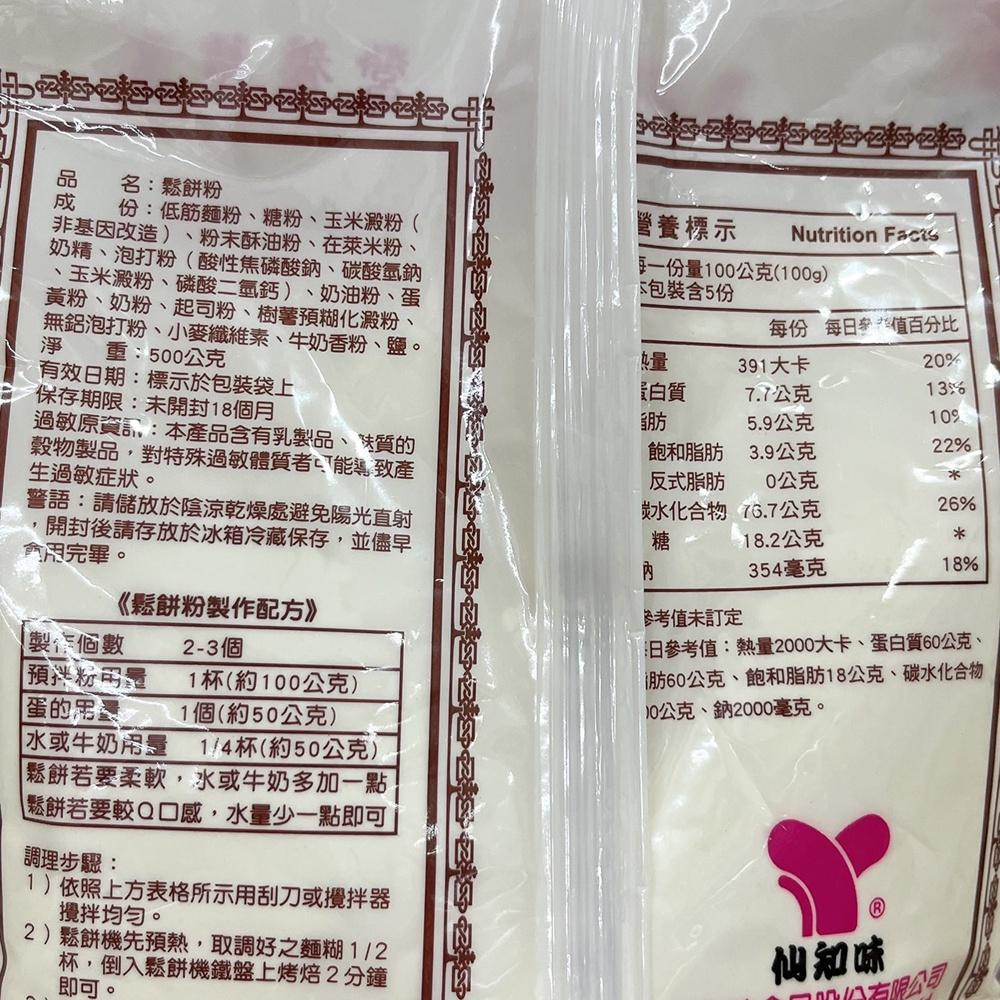 品　　名：鬆餅粉
成　　份：低筋麵粉、糖粉、玉米澱粉（
非基因改造）、粉末酥油粉、在萊米粉、
奶精、泡打粉（酸性焦磷酸鈉、碳酸氫鈉
、玉米澱粉、磷酸二氫鈣）、奶油粉、蛋
黃粉、奶粉、起司粉、樹薯預糊化澱粉、
無鋁泡打粉、小麥纖維素、牛奶香粉、鹽。
淨　　重：500公克
有效日期：標示於包裝袋上
保存期限：未開封18個月
過敏原資訊：本產品含有乳製品、麩質的
穀物製品，對特殊過敏體質者可能導致產
生過敏症狀。
警語：請儲放於陰涼乾燥處避免陽光直射
，開封後請存放於冰箱冷藏保存，並儘早
食用完畢。
《鬆餅粉製作配方》
製作個數 2-3個
預拌粉用量 1杯(約100公克)
蛋的用量 1個(約50公克)
水或牛奶用量 1/4杯(約50公克)
鬆餅若要柔軟，水或牛奶多加一點
鬆餅若要較Q口感，水量少一點即可
調理步驟：
1）依照上方表格所示用刮刀或攪拌器
攪拌均勻。
2）鬆餅機先預熱，取調好之麵糊1/2
杯，倒入鬆餅機鐵盤上烤焙2分鐘
即可。
營養標示 Nutrition Facts
每一份量100公克(100g)
本包裝含5份
每份 每日參考值百分比
熱量 391大卡 20%
蛋白質 7.7公克 13%
脂肪 5.9公克 10%
飽和脂肪 3.9公克 22%
反式脂肪 0公克 *
碳水化合物 76.7公克 26%
糖 18.2公克 *
鈉 354毫克 18%
參考值未訂定
日參考值：熱量2000大卡、蛋白質60公克、
脂肪60公克、飽和脂肪18公克、碳水化合物
00公克、鈉2000毫克。
®
仙知味
食品股份有限公司